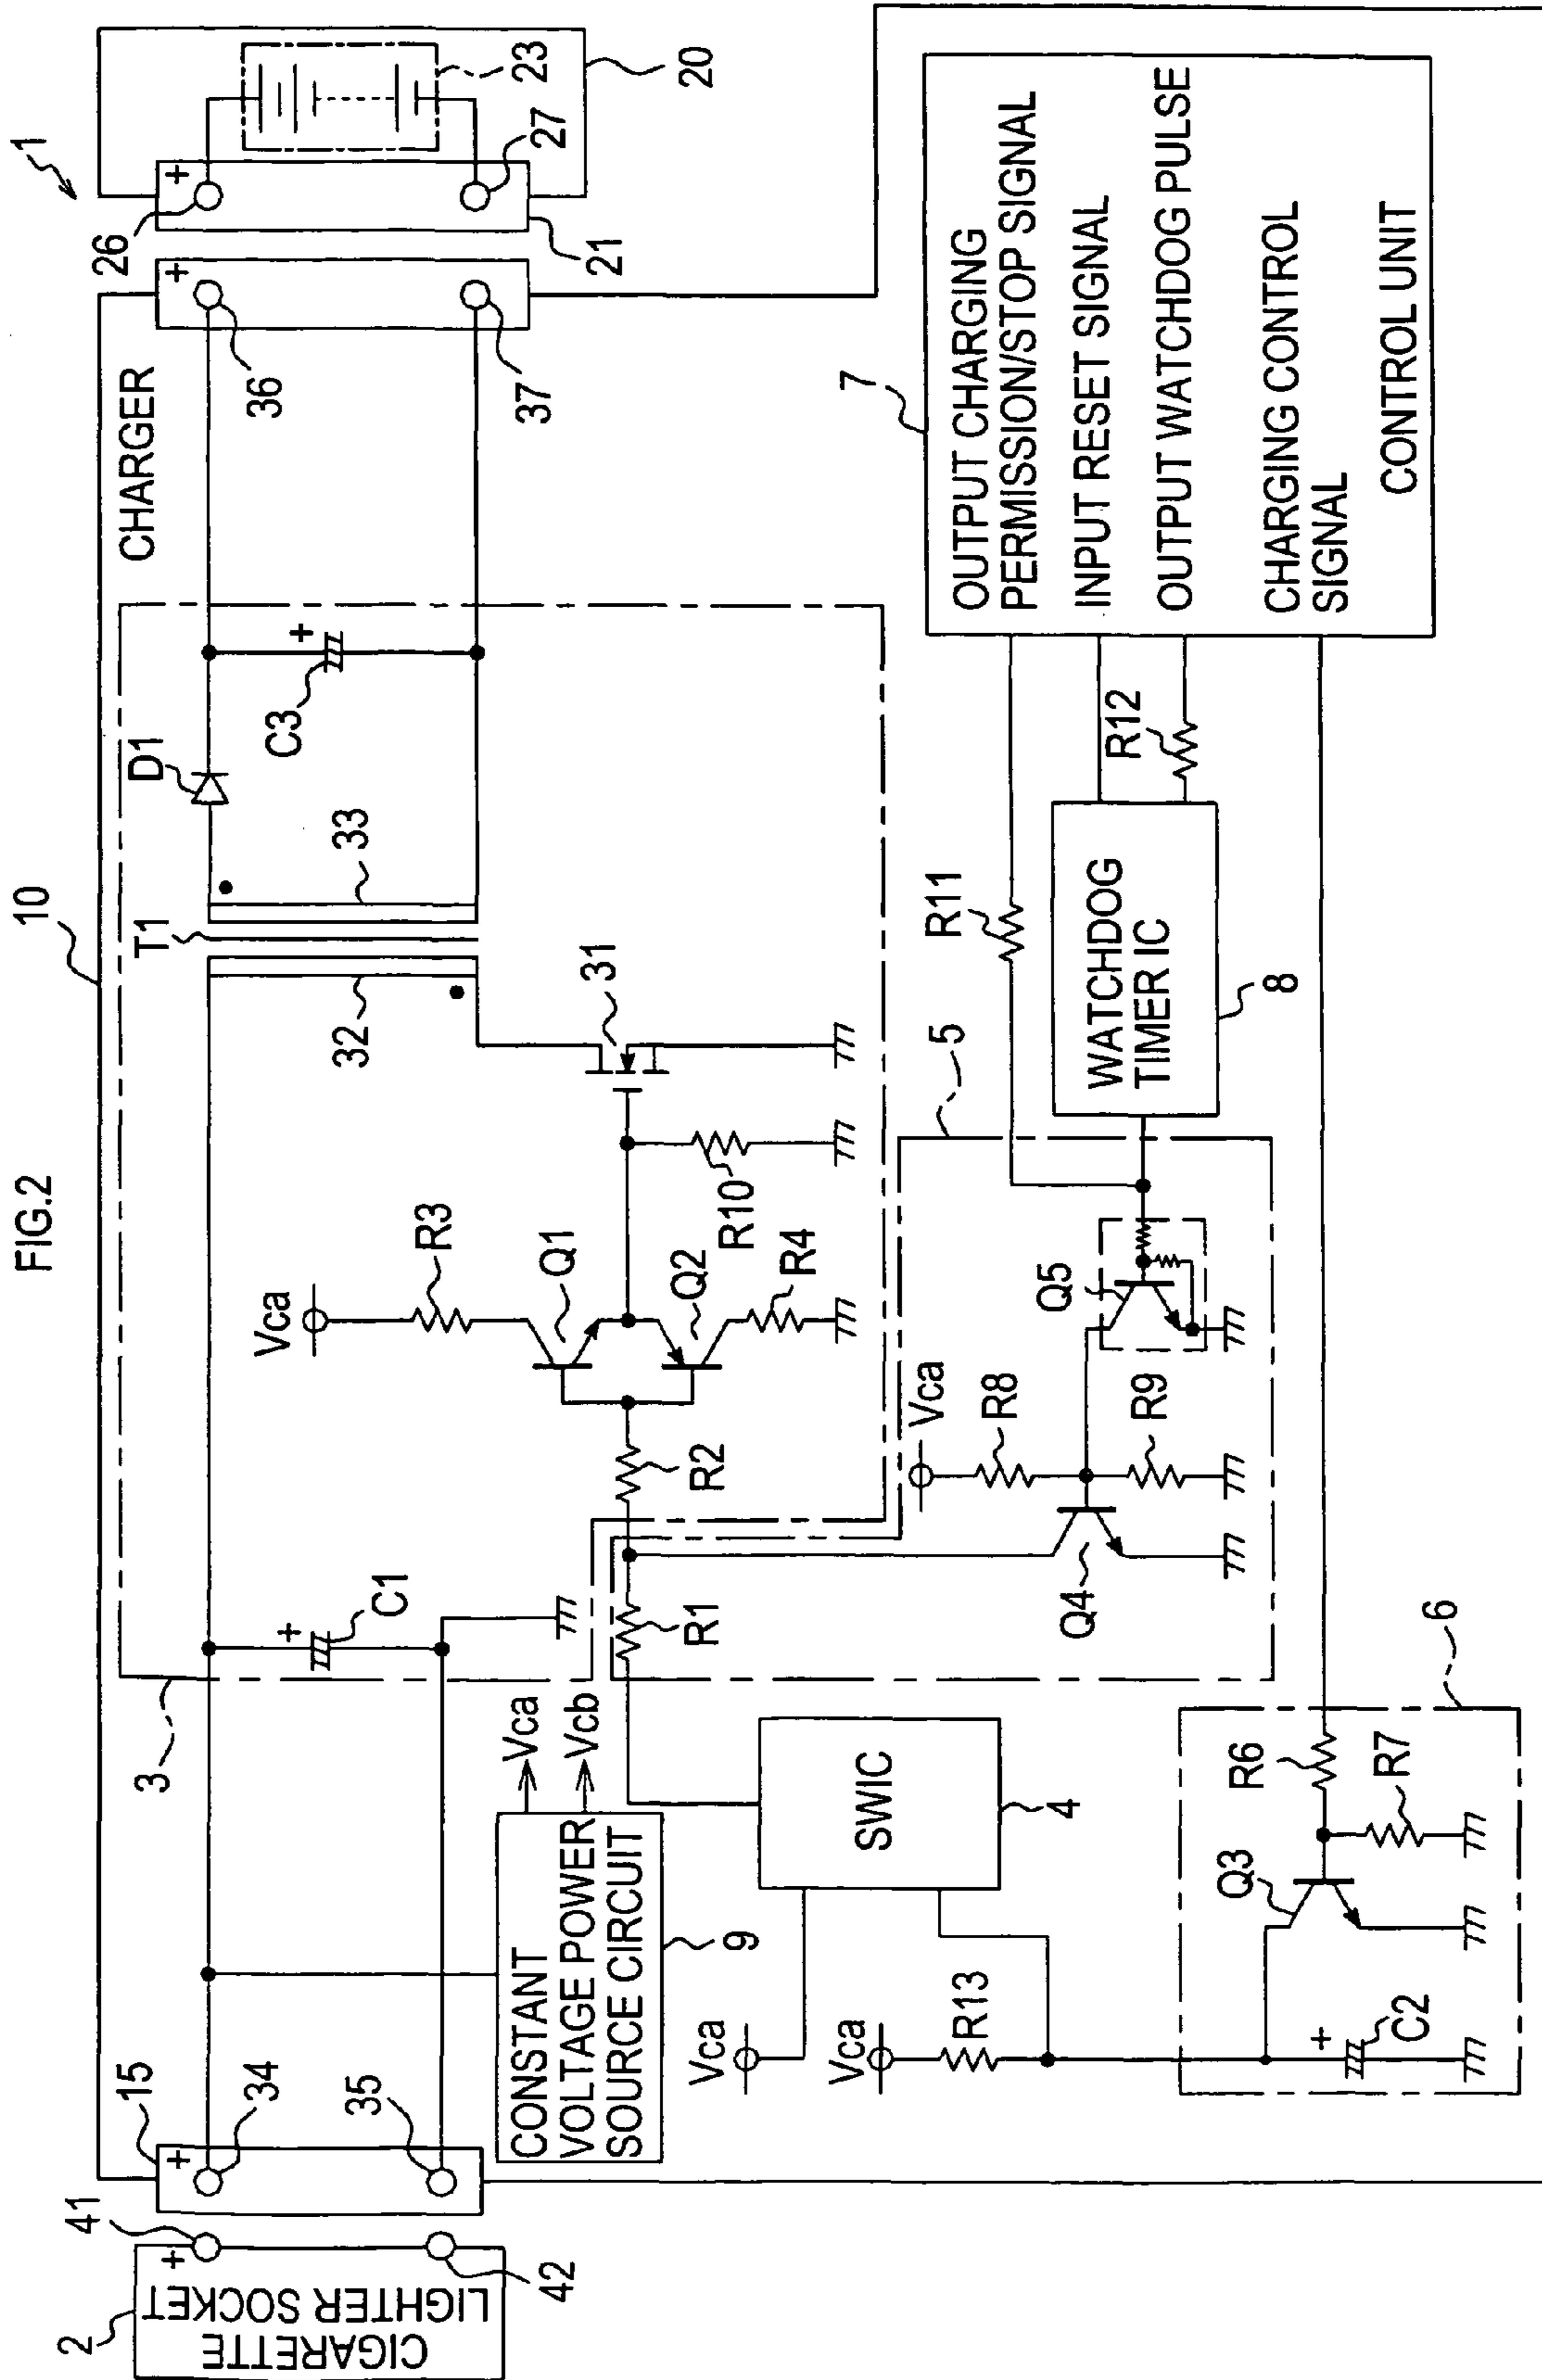 FIG.2
10
1
CHARGER
T1
D1
C3
33
32
31
36
37
26
27
21
20
23
+
+
+
+
+
+
+
15
34
35
41
42
2
CIGARETTE
LIGHTER SOCKET
3
C1
Vca
Vcb
CONSTANT
VOLTAGE POWER
SOURCE CIRCUIT
9
Vca
R3
Q1
Q2
R4
R10
R2
R1
5
Vca
R8
R9
Q4
Q5
R11
R12
WATCHDOG
TIMER IC
8
7
OUTPUT CHARGING
PERMISSION/STOP SIGNAL
INPUT RESET SIGNAL
OUTPUT WATCHDOG PULSE
CHARGING CONTROL
SIGNAL
CONTROL UNIT
SWIC
4
Vca
Vca
R13
6
R6
R7
Q3
C2